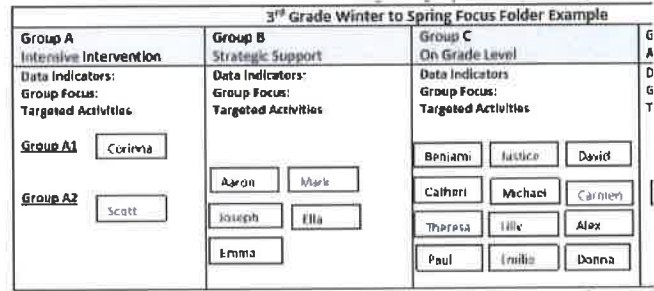 3rd Grade Winter to Spring Focus Folder Example
Group A
Intensive Intervention
Data Indicators:
Group Focus:
Targeted Activities
Group A1 Corinna
Group A2 Scott
Group B
Strategic Support
Data Indicators:
Group Focus:
Targeted Activities
Aaron Mark
Joseph Ella
Emma
Group C
On Grade Level
Data Indicators
Group Focus:
Targeted Activities
Benjami Justice David
Catheri Michael Carmen
Theresa Lilly Alex
Paul Emilie Donna